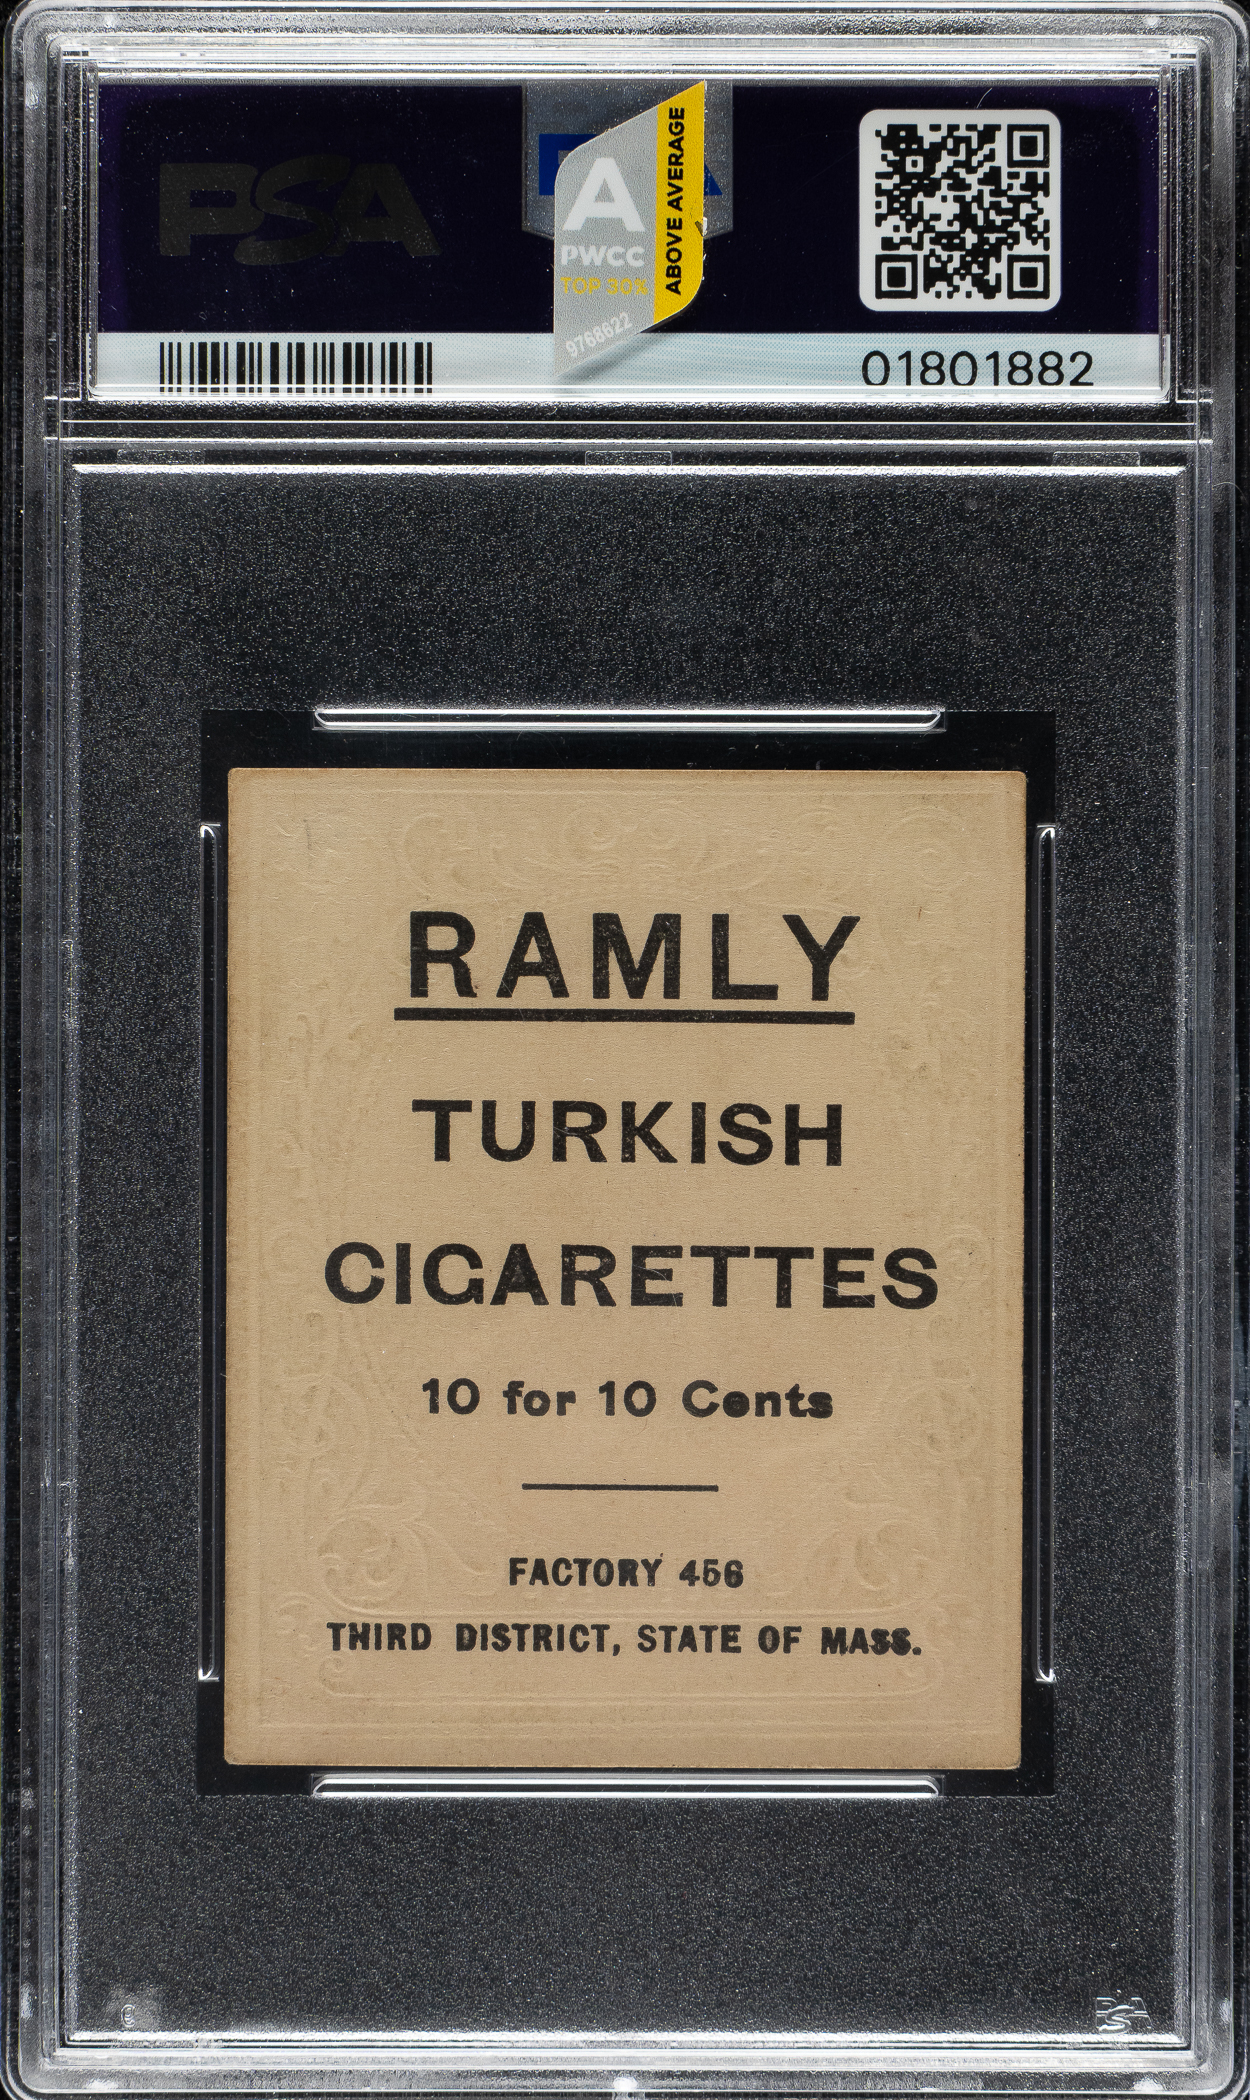 PSA
A
PWCC
TOP 30%
ABOVE AVERAGE
9768622
01801882
RAMLY
TURKISH
CIGARETTES
10 for 10 Cents
FACTORY 456
THIRD DISTRICT, STATE OF MASS.
PSA